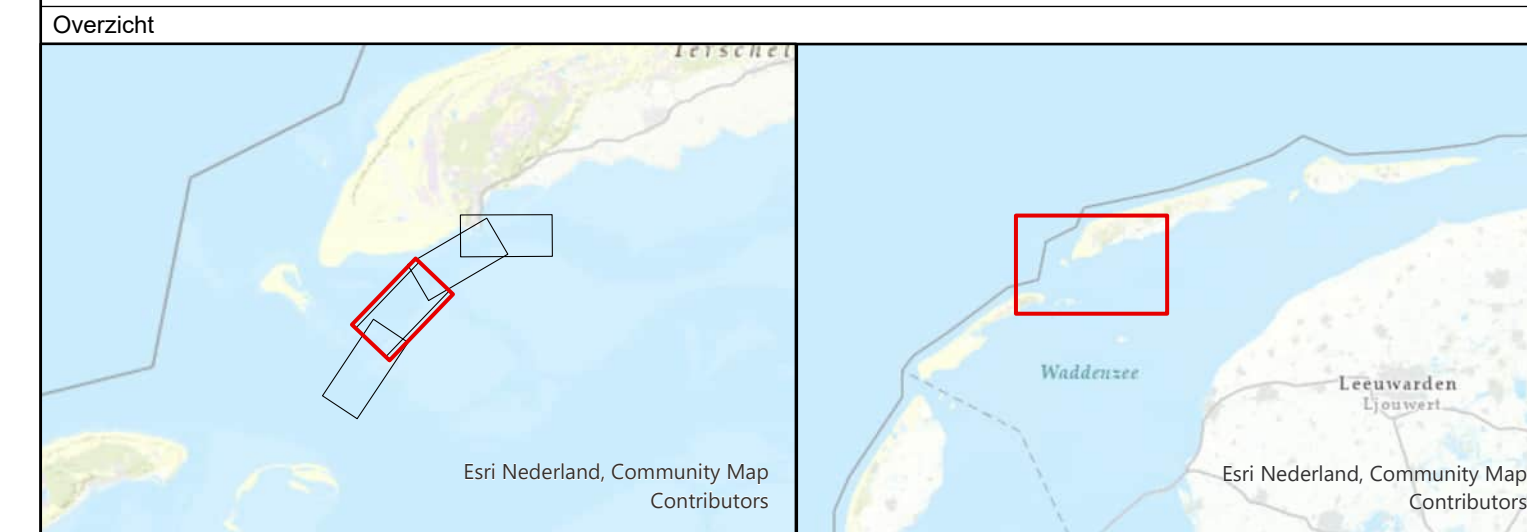 Overzicht
Terschel
Waddenzee
Leeuwarden
Ljouwert
Esri Nederland, Community Map
Contributors
Esri Nederland, Community Map
Contributors